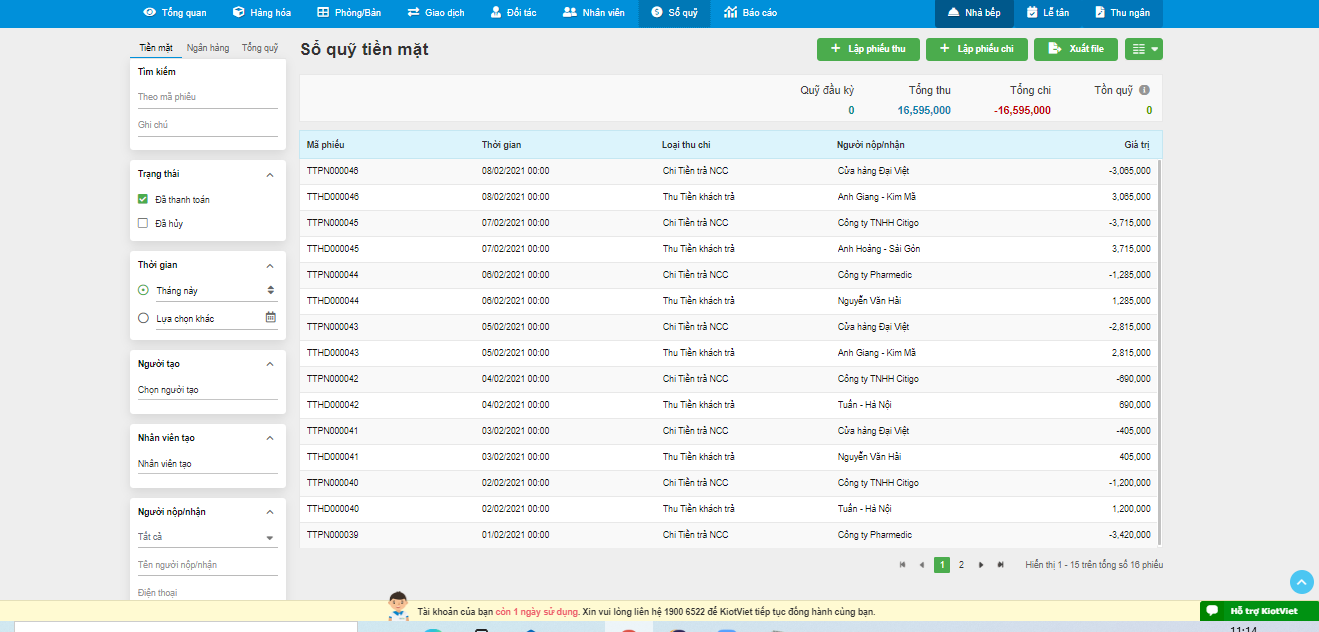 Tổng quan Hàng hóa Phòng/Bàn Giao dịch Đối tác Nhân viên Sổ quỹ Báo cáo Nhà bếp Lễ tân Thu ngân
Tiền mặt Ngân hàng Tổng quỹ
Tìm kiếm
Theo mã phiếu
Ghi chú
Trạng thái
Đã thanh toán
Đã hủy
Thời gian
Tháng này
Lựa chọn khác
Người tạo
Chọn người tạo
Nhân viên tạo
Nhân viên tạo
Người nộp/nhận
Tất cả
Tên người nộp/nhận
Điện thoại
Sổ quỹ tiền mặt
Lập phiếu thu Lập phiếu chi Xuất file
Quỹ đầu kỳ Tổng thu Tổng chi Tồn quỹ
0 16,595,000 -16,595,000 0
Mã phiếu Thời gian Loại thu chi Người nộp/nhận Giá trị
TTPN000046 08/02/2021 00:00 Chi Tiền trả NCC Cửa hàng Đại Việt -3,065,000
TTHD000046 08/02/2021 00:00 Thu Tiền khách trả Anh Giang - Kim Mã 3,065,000
TTPN000045 07/02/2021 00:00 Chi Tiền trả NCC Công ty TNHH Citigo -3,715,000
TTHD000045 07/02/2021 00:00 Thu Tiền khách trả Anh Hoàng - Sài Gòn 3,715,000
TTPN000044 06/02/2021 00:00 Chi Tiền trả NCC Công ty Pharmedic -1,285,000
TTHD000044 06/02/2021 00:00 Thu Tiền khách trả Nguyễn Văn Hải 1,285,000
TTPN000043 05/02/2021 00:00 Chi Tiền trả NCC Cửa hàng Đại Việt -2,815,000
TTHD000043 05/02/2021 00:00 Thu Tiền khách trả Anh Giang - Kim Mã 2,815,000
TTPN000042 04/02/2021 00:00 Chi Tiền trả NCC Công ty TNHH Citigo -690,000
TTHD000042 04/02/2021 00:00 Thu Tiền khách trả Tuấn - Hà Nội 690,000
TTPN000041 03/02/2021 00:00 Chi Tiền trả NCC Cửa hàng Đại Việt -405,000
TTHD000041 03/02/2021 00:00 Thu Tiền khách trả Nguyễn Văn Hải 405,000
TTPN000040 02/02/2021 00:00 Chi Tiền trả NCC Công ty TNHH Citigo -1,200,000
TTHD000040 02/02/2021 00:00 Thu Tiền khách trả Tuấn - Hà Nội 1,200,000
TTPN000039 01/02/2021 00:00 Chi Tiền trả NCC Công ty Pharmedic -3,420,000
1 2 Hiển thị 1 - 15 trên tổng số 16 phiếu
Tài khoản của bạn còn 1 ngày sử dụng. Xin vui lòng liên hệ 1900 6522 để KiotViet tiếp tục đồng hành cùng bạn.
Hỗ trợ KiotViet
11:14